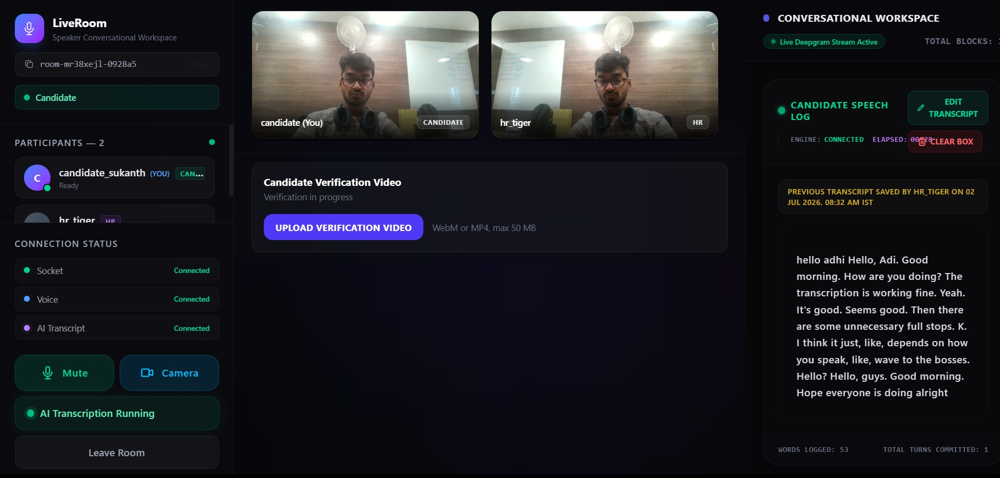 LiveRoom
Speaker Conversational Workspace
room-mr38xejl-0928a5
Copy
Candidate
PARTICIPANTS — 2
C
candidate_sukanth (YOU) CAN...
Ready
hr_tiger HR
CONNECTION STATUS
Socket Connected
Voice Connected
AI Transcript Connected
Mute
Camera
AI Transcription Running
Leave Room
candidate (You) CANDIDATE
hr_tiger HR
Candidate Verification Video
Verification in progress
UPLOAD VERIFICATION VIDEO
WebM or MP4, max 50 MB
CONVERSATIONAL WORKSPACE
Live Deepgram Stream Active
TOTAL BLOCKS:
CANDIDATE SPEECH
LOG
EDIT
TRANSCRIPT
ENGINE: CONNECTED ELAPSED:
CLEAR BOX
PREVIOUS TRANSCRIPT SAVED BY HR_TIGER ON 02
JUL 2026, 08:32 AM IST
hello adhi Hello, Adi. Good
morning. How are you doing? The
transcription is working fine. Yeah.
It's good. Seems good. Then there
are some unnecessary full stops. K.
I think it just, like, depends on how
you speak, like, wave to the bosses.
Hello? Hello, guys. Good morning.
Hope everyone is doing alright
WORDS LOGGED: 53
TOTAL TURNS COMMITTED: 1